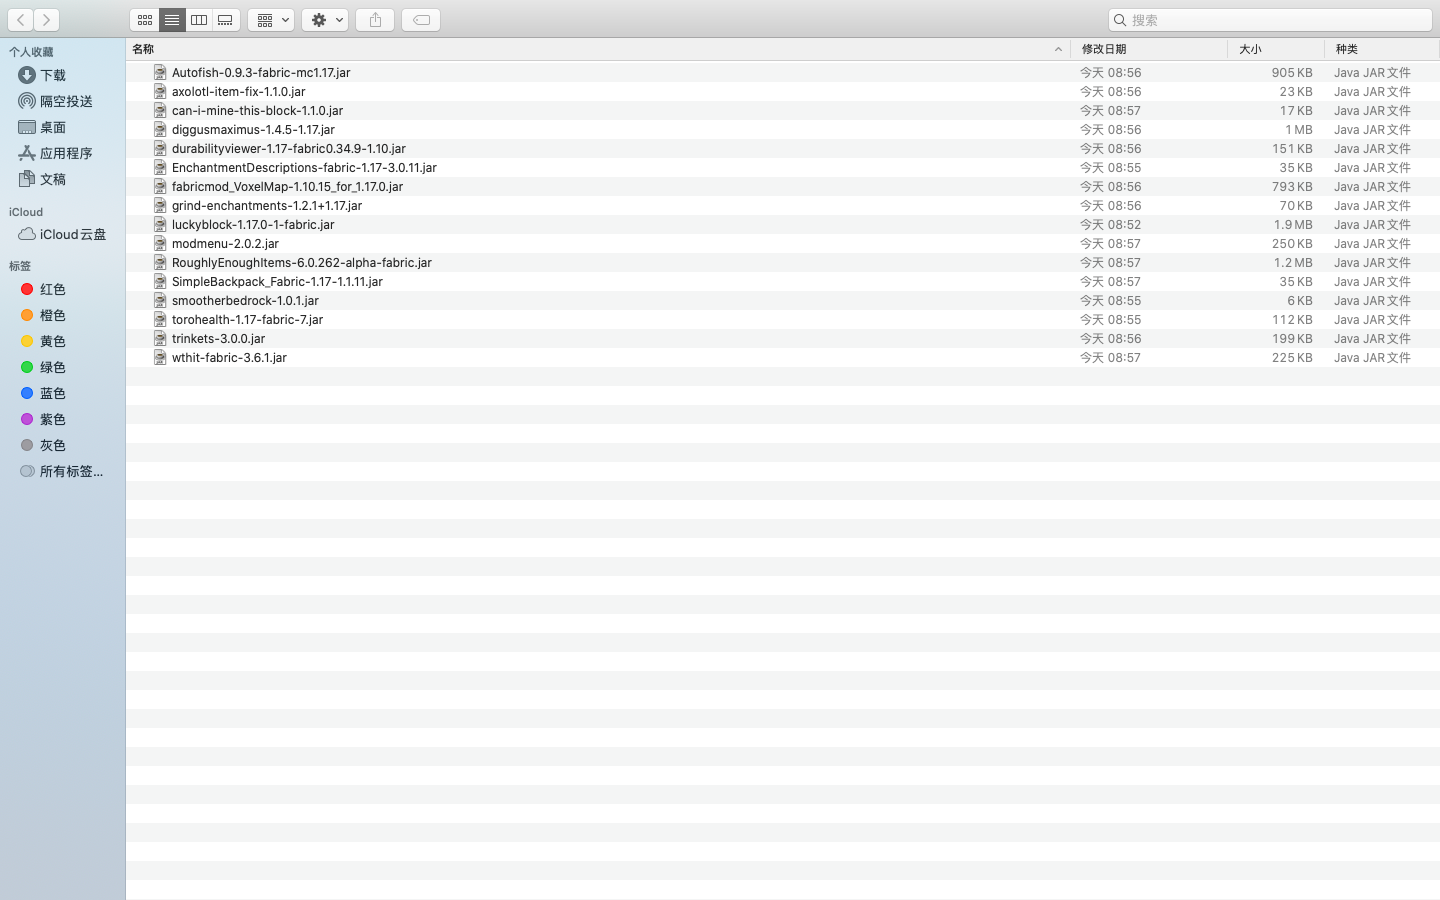 搜索
个人收藏
下载
隔空投送
桌面
应用程序
文稿
iCloud
iCloud云盘
标签
红色
橙色
黄色
绿色
蓝色
紫色
灰色
所有标签...
名称 修改日期 大小 种类
Autofish-0.9.3-fabric-mc1.17.jar 今天 08:56 905 KB Java JAR文件
axolotl-item-fix-1.1.0.jar 今天 08:56 23 KB Java JAR文件
can-i-mine-this-block-1.1.0.jar 今天 08:57 17 KB Java JAR文件
diggusmaximus-1.4.5-1.17.jar 今天 08:56 1 MB Java JAR文件
durabilityviewer-1.17-fabric0.34.9-1.10.jar 今天 08:56 151 KB Java JAR文件
EnchantmentDescriptions-fabric-1.17-3.0.11.jar 今天 08:55 35 KB Java JAR文件
fabricmod_VoxelMap-1.10.15_for_1.17.0.jar 今天 08:56 793 KB Java JAR文件
grind-enchantments-1.2.1+1.17.jar 今天 08:56 70 KB Java JAR文件
luckyblock-1.17.0-1-fabric.jar 今天 08:52 1.9 MB Java JAR文件
modmenu-2.0.2.jar 今天 08:57 250 KB Java JAR文件
RoughlyEnoughItems-6.0.262-alpha-fabric.jar 今天 08:57 1.2 MB Java JAR文件
SimpleBackpack_Fabric-1.17-1.1.11.jar 今天 08:57 35 KB Java JAR文件
smootherbedrock-1.0.1.jar 今天 08:55 6 KB Java JAR文件
torohealth-1.17-fabric-7.jar 今天 08:55 112 KB Java JAR文件
trinkets-3.0.0.jar 今天 08:56 199 KB Java JAR文件
wthit-fabric-3.6.1.jar 今天 08:57 225 KB Java JAR文件